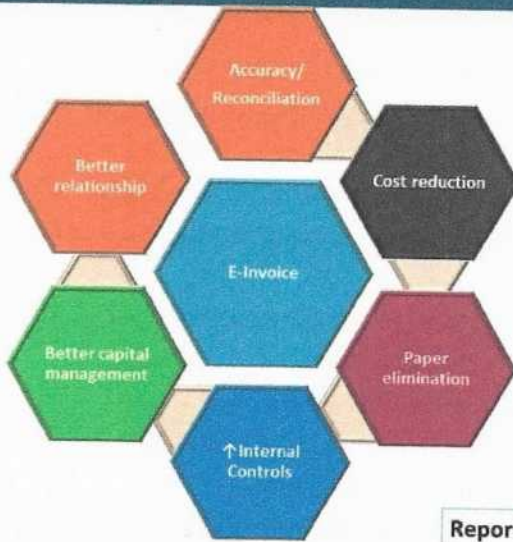 Accuracy/
Reconciliation
Better
relationship
Cost reduction
E-Invoice
Better capital
management
Paper
elimination
↑Internal
Controls
Repor